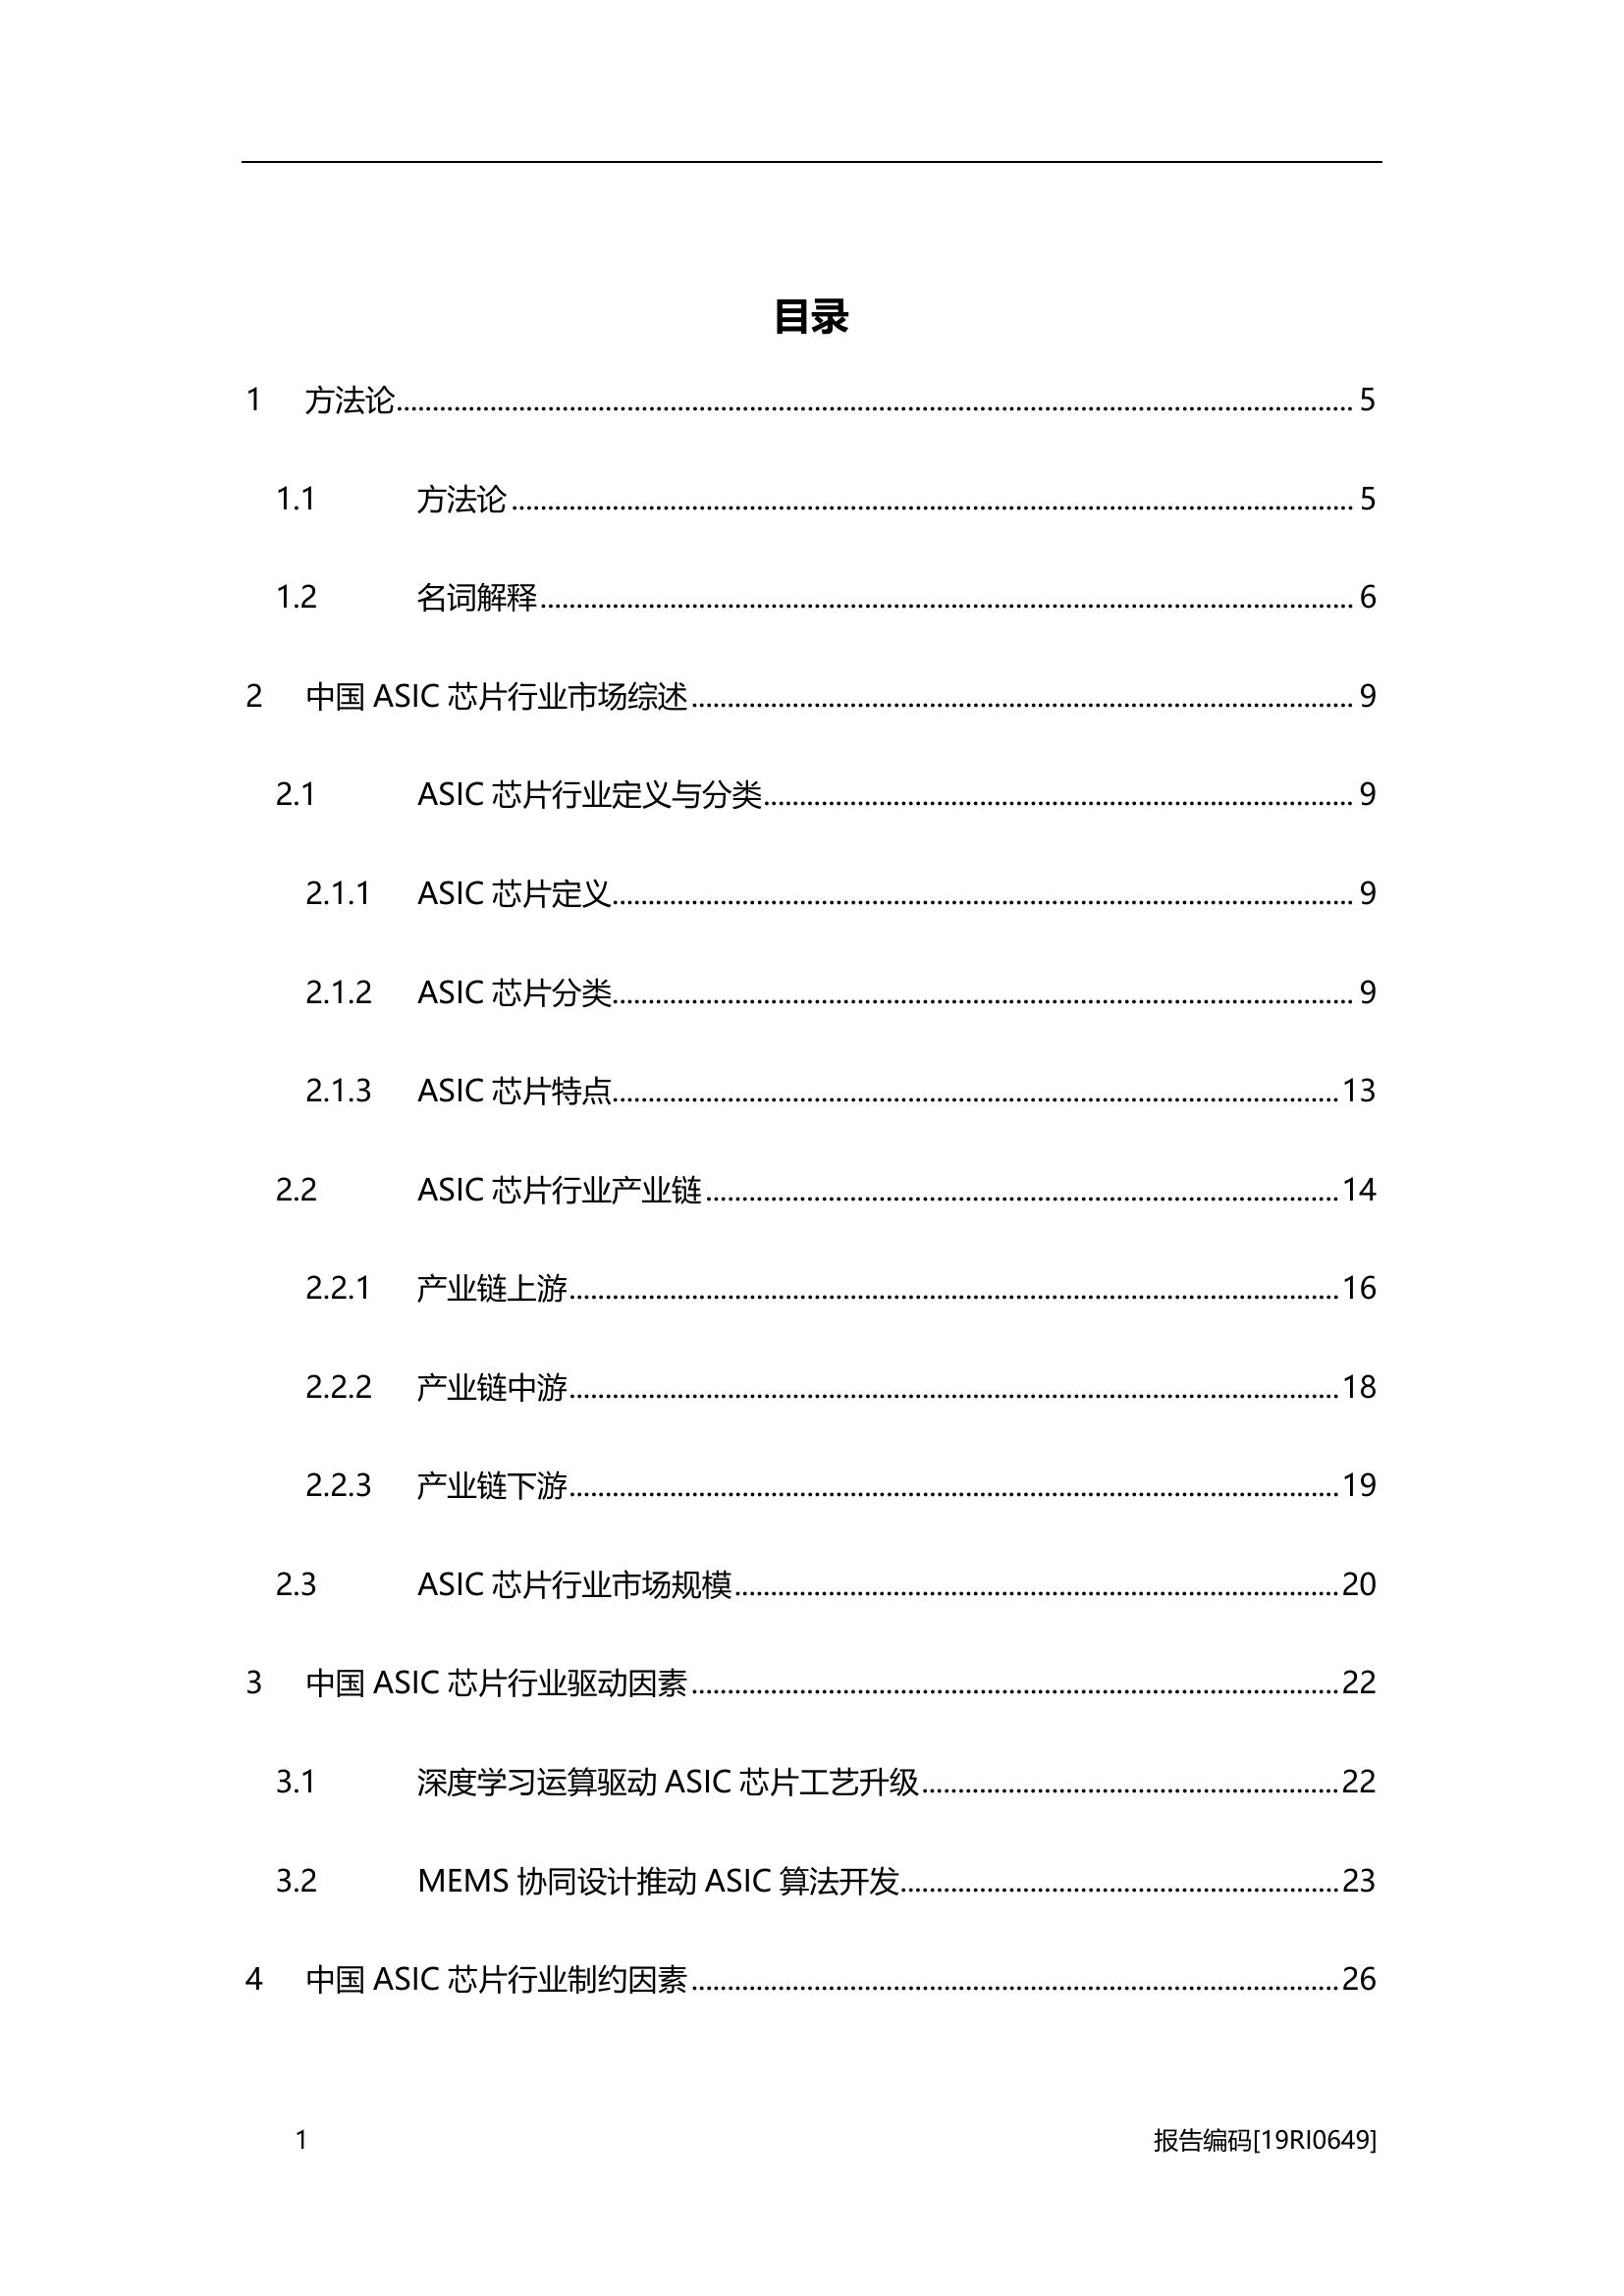 目录
1 方法论 5
1.1 方法论 5
1.2 名词解释 6
2 中国 ASIC 芯片行业市场综述 9
2.1 ASIC 芯片行业定义与分类 9
2.1.1 ASIC 芯片定义 9
2.1.2 ASIC 芯片分类 9
2.1.3 ASIC 芯片特点 13
2.2 ASIC 芯片行业产业链 14
2.2.1 产业链上游 16
2.2.2 产业链中游 18
2.2.3 产业链下游 19
2.3 ASIC 芯片行业市场规模 20
3 中国 ASIC 芯片行业驱动因素 22
3.1 深度学习运算驱动 ASIC 芯片工艺升级 22
3.2 MEMS 协同设计推动 ASIC 算法开发 23
4 中国 ASIC 芯片行业制约因素 26
1 报告编码[19RI0649]